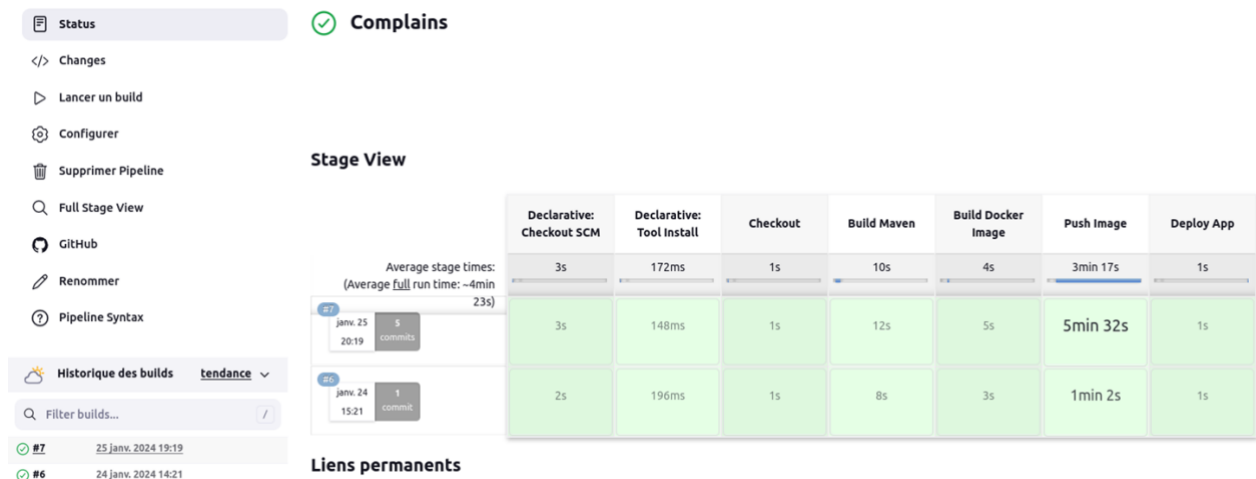 Status
Changes
Lancer un build
Configurer
Supprimer Pipeline
Full Stage View
GitHub
Renommer
Pipeline Syntax
Historique des builds tendance
Filter builds... /
#7 25 janv. 2024 19:19
#6 24 janv. 2024 14:21
Complains
Stage View
Declarative: Checkout SCM
Declarative: Tool Install
Checkout
Build Maven
Build Docker Image
Push Image
Deploy App
Average stage times:
(Average full run time: ~4min
23s)
3s 172ms 1s 10s 4s 3min 17s 1s
#7
janv. 25
20:19
5
commits
3s 148ms 1s 12s 5s 5min 32s 1s
#6
janv. 24
15:21
1
commit
2s 196ms 1s 8s 3s 1min 2s 1s
Liens permanents